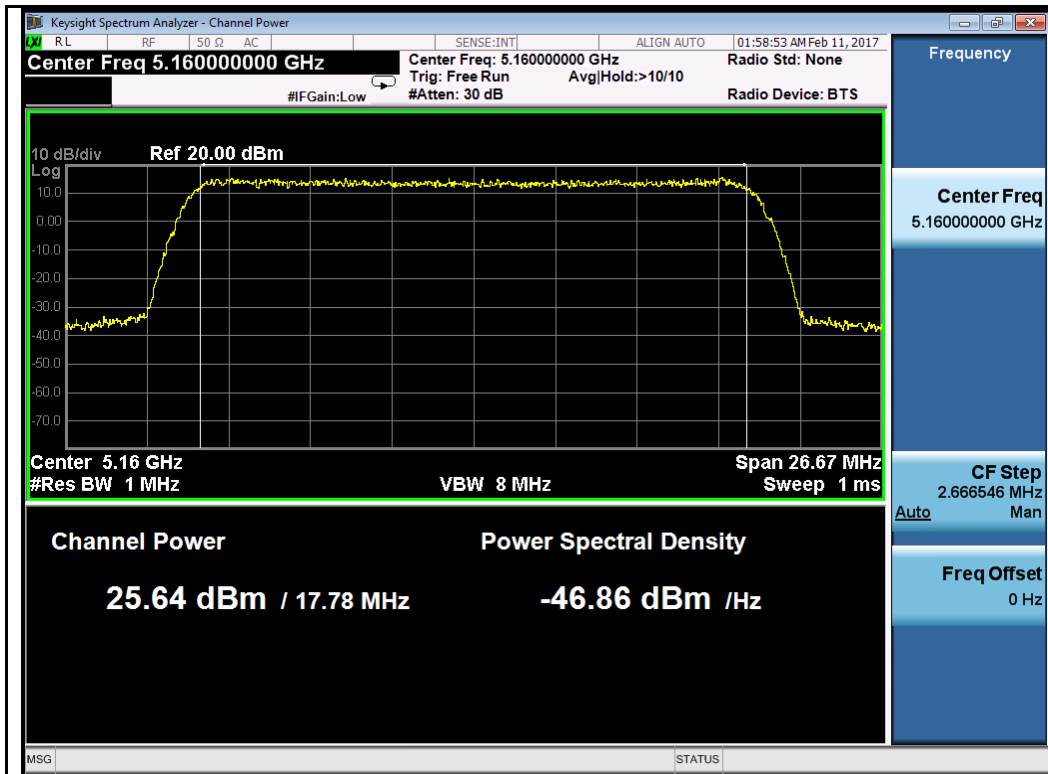 Keysight Spectrum Analyzer - Channel Power
LXI RL RF 50 Ω AC SENSE:INT ALIGN AUTO 01:58:53 AM Feb 11, 2017
Center Freq 5.160000000 GHz
Center Freq: 5.160000000 GHz
Radio Std: None
Trig: Free Run Avg|Hold:>10/10
#IFGain:Low
#Atten: 30 dB
Radio Device: BTS
10 dB/div Ref 20.00 dBm
Log
10.0
0.00
-10.0
-20.0
-30.0
-40.0
-50.0
-60.0
-70.0
Center 5.16 GHz Span 26.67 MHz
#Res BW 1 MHz VBW 8 MHz Sweep 1 ms
Channel Power Power Spectral Density
25.64 dBm / 17.78 MHz -46.86 dBm /Hz
Frequency
Center Freq
5.160000000 GHz
CF Step
2.666546 MHz
Auto Man
Freq Offset
0 Hz
MSG STATUS